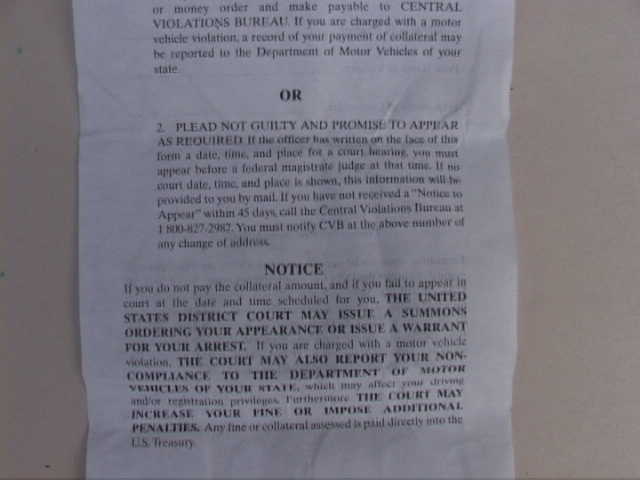 or money order and make payable to CENTRAL
VIOLATIONS BUREAU. If you are charged with a motor
vehicle violation, a record of your payment of collateral may
be reported to the Department of Motor Vehicles of your
state.
OR
2. PLEAD NOT GUILTY AND PROMISE TO APPEAR
AS REQUIRED. If the officer has written on the face of this
form a date, time, and place for a court hearing, you must
appear before a federal magistrate judge at that time. If no
court date, time, and place is shown, this information will be
provided to you by mail. If you have not received a "Notice to
Appear" within 45 days, call the Central Violations Bureau at
1 800-827-2982. You must notify CVB at the above number of
any change of address.
NOTICE
If you do not pay the collateral amount, and if you fail to appear in
court at the date and time scheduled for you, THE UNITED
STATES DISTRICT COURT MAY ISSUE A SUMMONS
ORDERING YOUR APPEARANCE OR ISSUE A WARRANT
FOR YOUR ARREST. If you are charged with a motor vehicle
violation, THE COURT MAY ALSO REPORT YOUR NON-
COMPLIANCE TO THE DEPARTMENT OF MOTOR
VEHICLES OF YOUR STATE, which may affect your driving
and/or registration privileges. Furthermore THE COURT MAY
INCREASE YOUR FINE OR IMPOSE ADDITIONAL
PENALTIES. Any fine or collateral assessed is paid directly into the
U.S. Treasury.